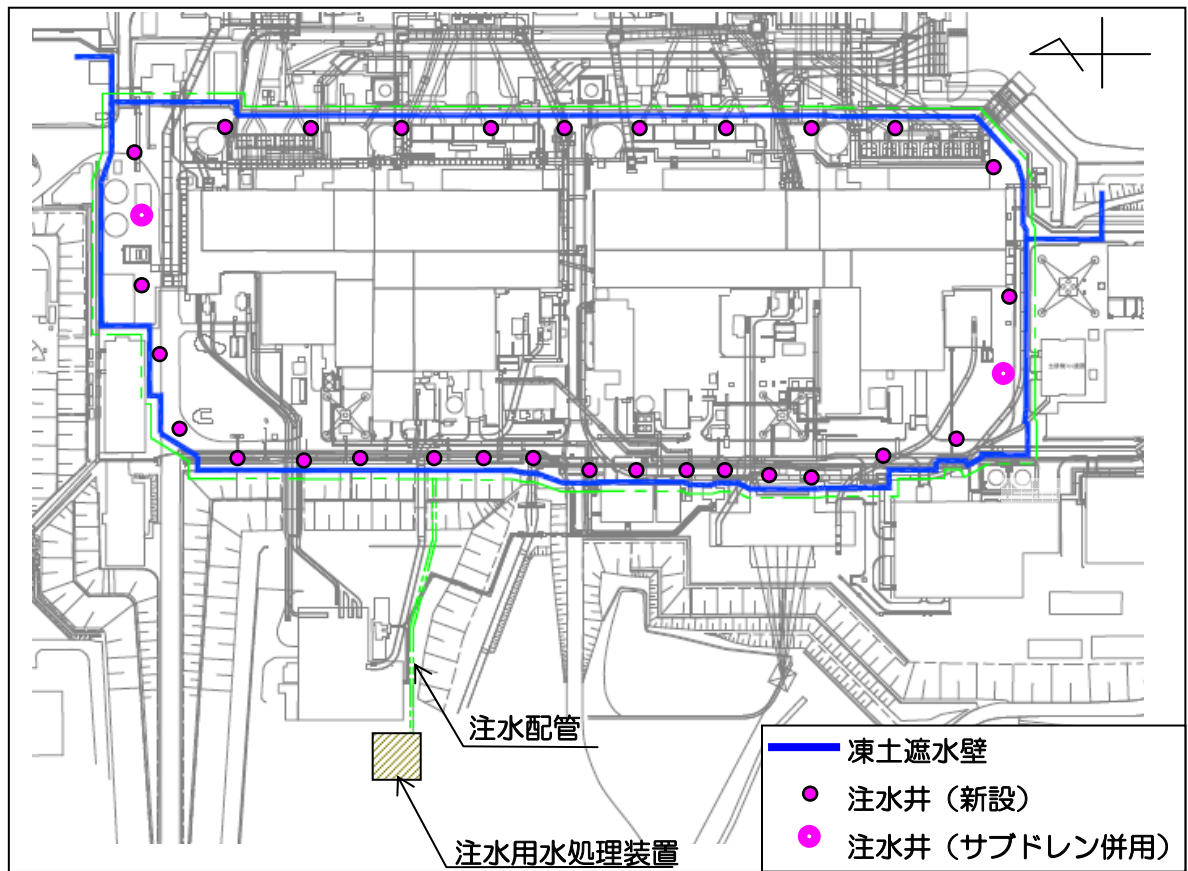 注水配管
注水用水処理装置
凍土遮水壁
注水井（新設）
注水井（サブドレン併用）